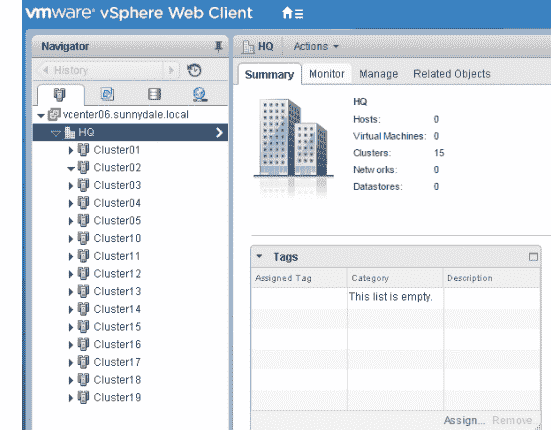 vmware® vSphere Web Client
Navigator
History
vcenter06.sunnydale.local
HQ
Cluster01
Cluster02
Cluster03
Cluster04
Cluster05
Cluster10
Cluster11
Cluster12
Cluster13
Cluster14
Cluster15
Cluster16
Cluster17
Cluster18
Cluster19
HQ Actions
Summary Monitor Manage Related Objects
HQ
Hosts: 0
Virtual Machines: 0
Clusters: 15
Networks: 0
Datastores: 0
Tags
Assigned Tag Category Description
This list is empty.
Assign... Remove